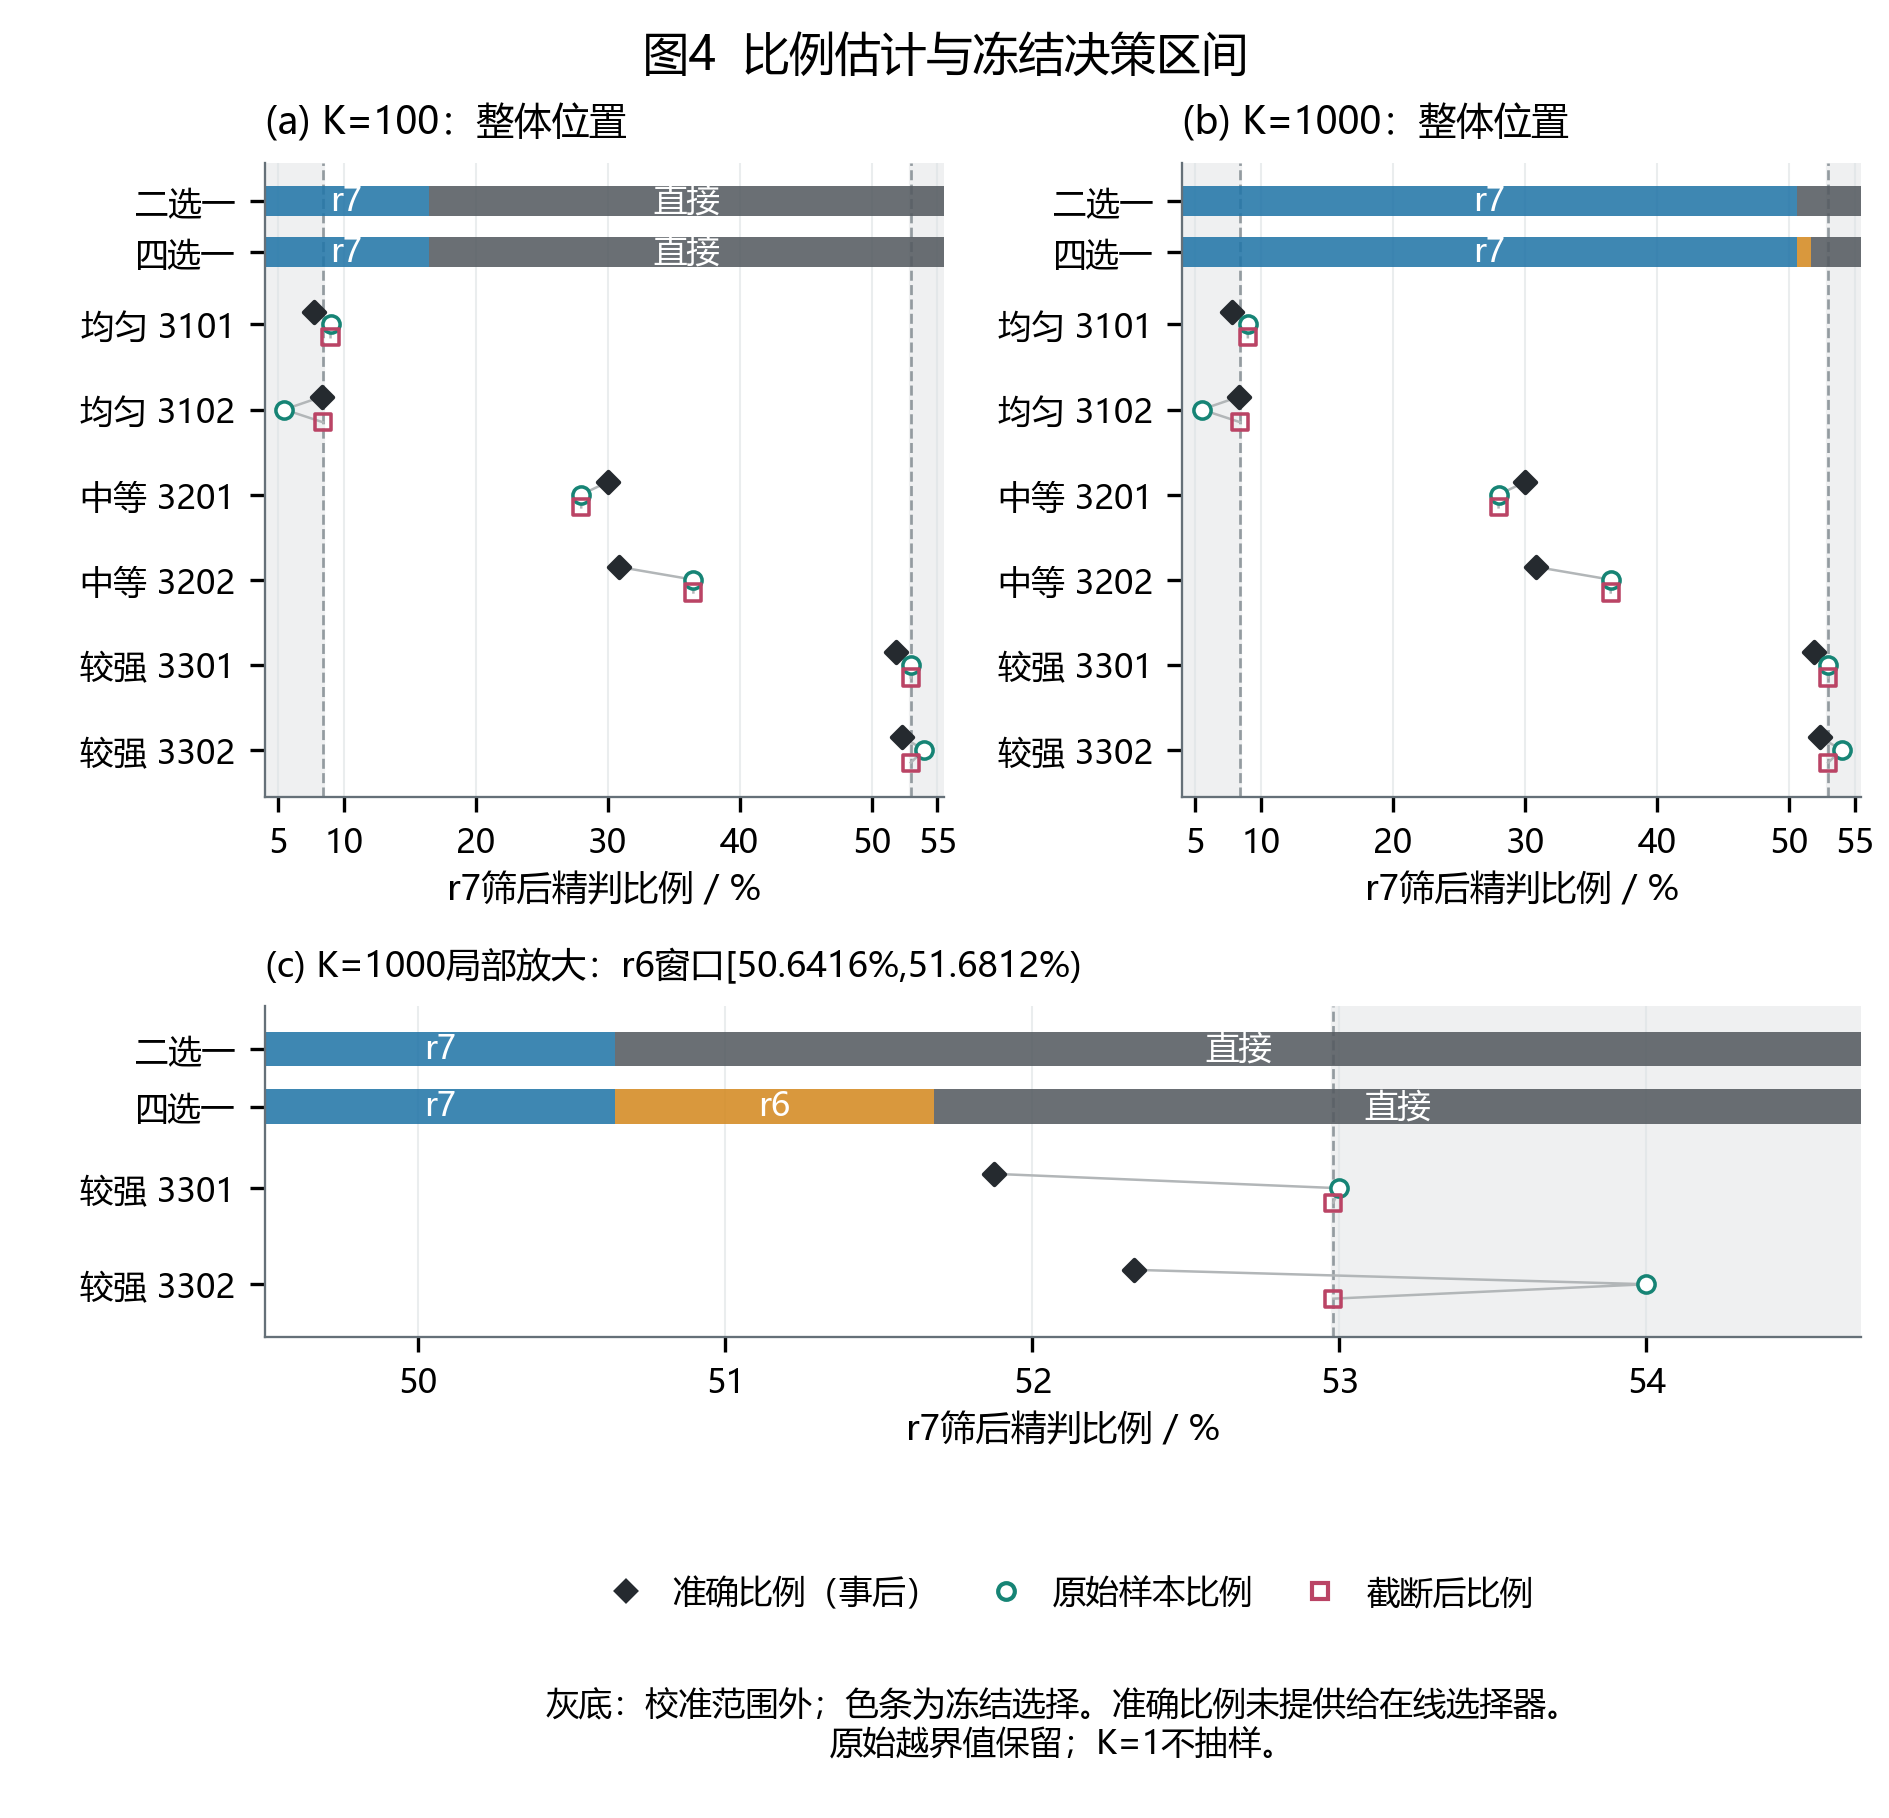 图4 比例估计与冻结决策区间
(a) K=100：整体位置
二选一
r7
直接
四选一
r7
直接
均匀 3101
均匀 3102
中等 3201
中等 3202
较强 3301
较强 3302
5 10 20 30 40 50 55
r7筛后精判比例 / %
(b) K=1000：整体位置
二选一
r7
四选一
r7
均匀 3101
均匀 3102
中等 3201
中等 3202
较强 3301
较强 3302
5 10 20 30 40 50 55
r7筛后精判比例 / %
(c) K=1000局部放大：r6窗口[50.6416%,51.6812%)
二选一
r7
直接
四选一
r7
r6
直接
较强 3301
较强 3302
50 51 52 53 54
r7筛后精判比例 / %
准确比例（事后）
原始样本比例
截断后比例
灰底：校准范围外；色条为冻结选择。准确比例未提供给在线选择器。
原始越界值保留；K=1不抽样。